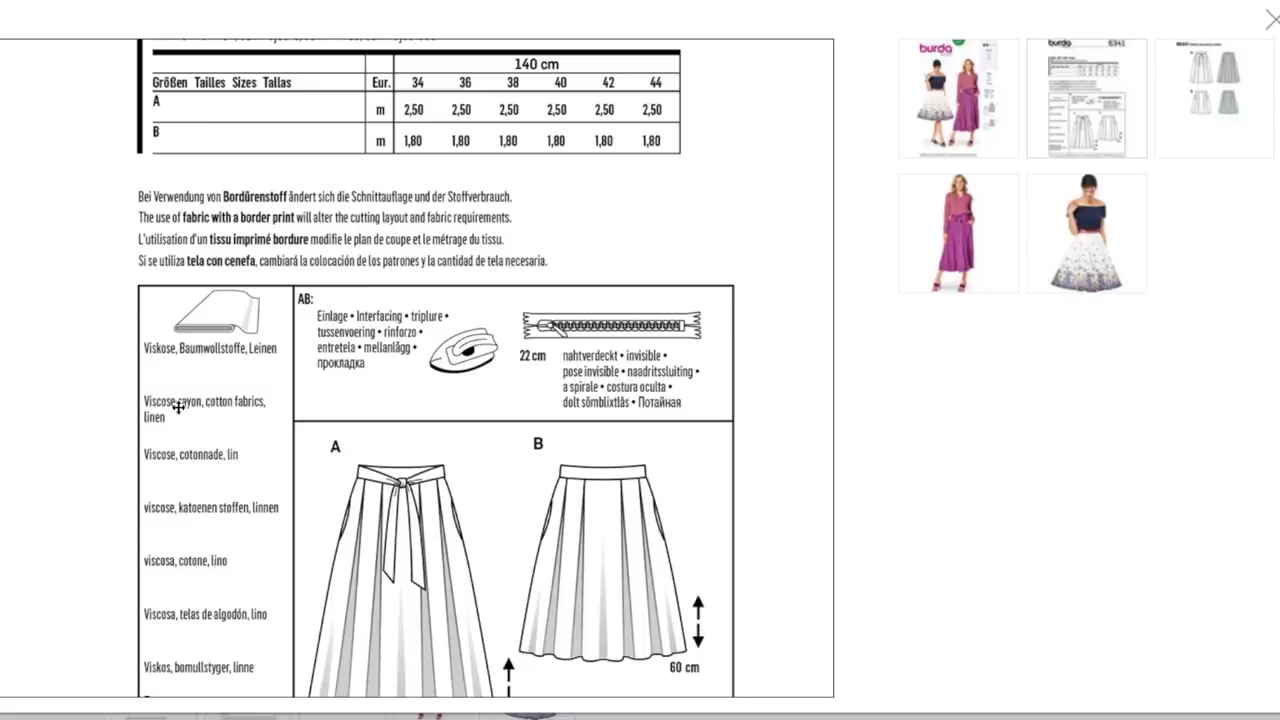 140 cm
Größen Tailles Sizes Tallas Eur. 34 36 38 40 42 44
A
m 2,50 2,50 2,50 2,50 2,50 2,50
B
m 1,80 1,80 1,80 1,80 1,80 1,80
Bei Verwendung von Bordürenstoff ändert sich die Schnittauflage und der Stoffverbrauch.
The use of fabric with a border print will alter the cutting layout and fabric requirements.
L'utilisation d'un tissu imprimé bordure modifie le plan de coupe et le métrage du tissu.
Si se utiliza tela con cenefa, cambiará la colocación de los patrones y la cantidad de tela necesaria.
Viskose, Baumwollstoffe, Leinen
Viscose rayon, cotton fabrics,
linen
Viscose, cotonnade, lin
viscose, katoenen stoffen, linnen
viscosa, cotone, lino
Viscosa, telas de algodón, lino
Viskos, bomullstyger, linne
AB:
Einlage • Interfacing • triplure •
tussenvoering • rinforzo •
entretela • mellanlägg •
прокладка
22 cm
nahtverdeckt • invisible •
pose invisible • naadritssluiting •
a spirale • costura oculta •
dolt sömblixtlås • Потайная
A
B
60 cm
burda
burda
6341